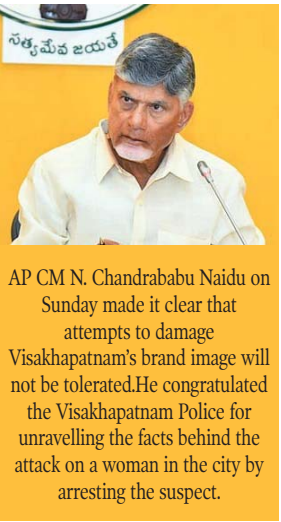 సత్యమేవ జయతే
AP CM N. Chandrababu Naidu on
Sunday made it clear that
attempts to damage
Visakhapatnam's brand image will
not be tolerated.He congratulated
the Visakhapatnam Police for
unravelling the facts behind the
attack on a woman in the city by
arresting the suspect.